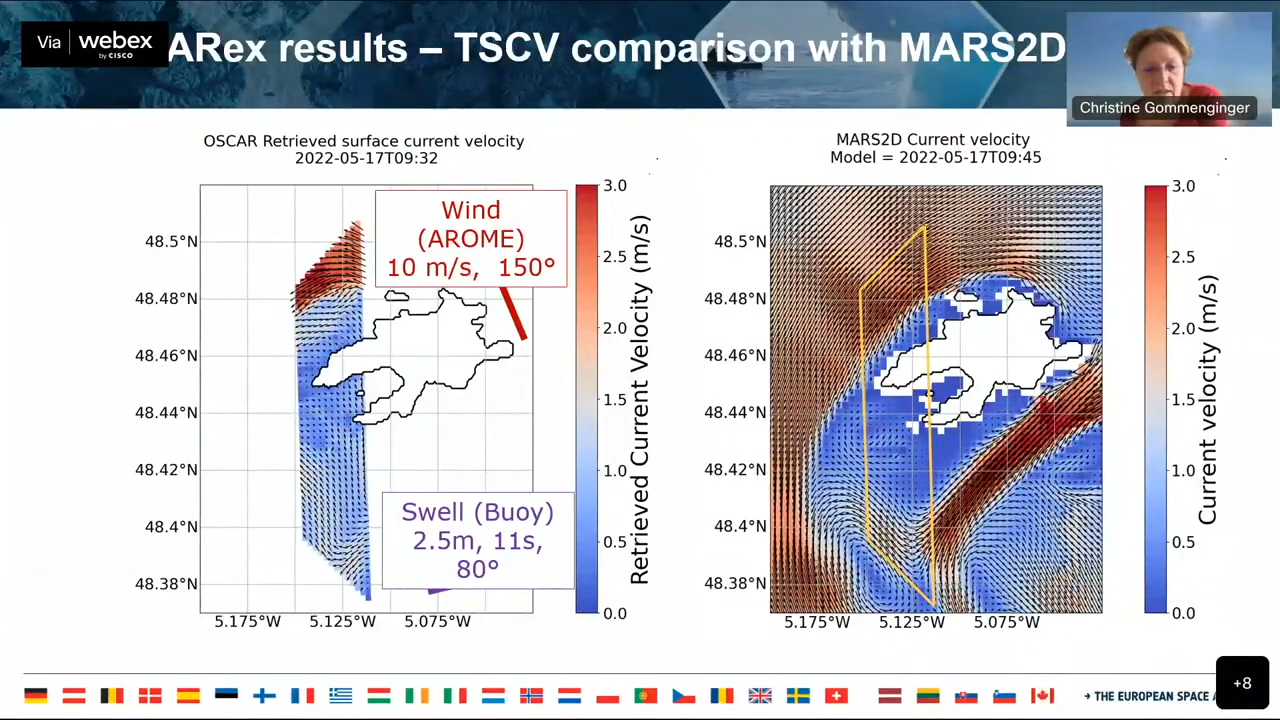 Via webex
by CISCO
ARex results – TSCV comparison with MARS2D
Christine Gommenginger
OSCAR Retrieved surface current velocity
2022-05-17T09:32
48.5°N
48.48°N
48.46°N
48.44°N
48.42°N
48.4°N
48.38°N
5.175°W 5.125°W 5.075°W
Wind
(AROME)
10 m/s, 150°
Swell (Buoy)
2.5m, 11s,
80°
3.0
2.5
2.0
1.5
1.0
0.5
0.0
Retrieved Current Velocity (m/s)
MARS2D Current velocity
Model = 2022-05-17T09:45
48.5°N
48.48°N
48.46°N
48.44°N
48.42°N
48.4°N
48.38°N
5.175°W 5.125°W 5.075°W
3.0
2.5
2.0
1.5
1.0
0.5
0.0
Current velocity (m/s)
→ THE EUROPEAN SPACE A
+8